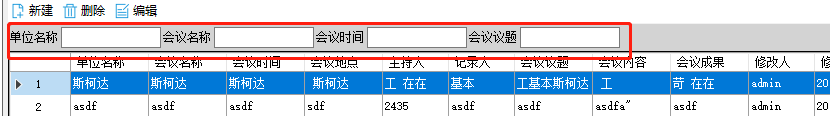 新建 删除 编辑
单位名称 会议名称 会议时间 会议议题
单位名称 会议名称 会议时间 会议地点 主持人 记录人 会议议题 会议内容 会议成果 修改人
1 斯柯达 斯柯达 斯柯达 斯柯达 工 在在 基本 工基本斯柯达 工 苛 在在 admin 20
2 asdf asdf asdf sdf 2435 asdf asdf asdfa" asdf admin 20